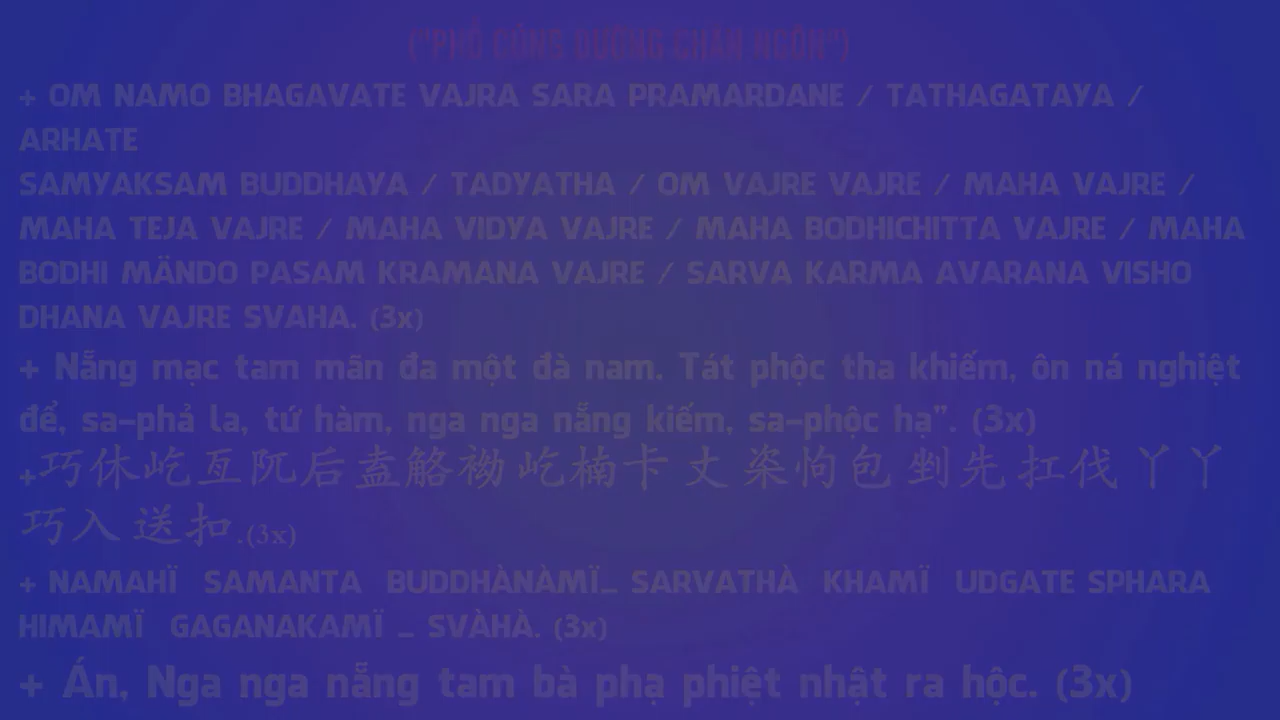 ("PHỔ CÚNG DƯỜNG CHÂN NGÔN")
+ OM NAMO BHAGAVATE VAJRA SARA PRAMARDANE / TATHAGATAYA /
ARHATE
SAMYAKSAM BUDDHAYA / TADYATHA / OM VAJRE VAJRE / MAHA VAJRE /
MAHA TEJA VAJRE / MAHA VIDYA VAJRE / MAHA BODHICHITTA VAJRE / MAHA
BODHI MÄNDO PASAM KRAMANA VAJRE / SARVA KARMA AVARANA VISHO
DHANA VAJRE SVAHA. (3x)
+ Nẵng mạc tam mãn đa một đà nam. Tát phộc tha khiếm, ôn ná nghiệt
để, sa-phả la, tứ hàm, nga nga nẵng kiếm, sa-phộc hạ". (3x)
+巧休屹亙阢后盍觡袎屹楠卡丈楶怐包剉先扛伐丫丫
巧入送扣.(3x)
+ NAMAHÏ SAMANTA BUDDHÀNÀMÏ_ SARVATHÀ KHAMÏ UDGATE SPHARA
HIMAMÏ GAGANAKAMÏ _ SVÀHÀ. (3x)
+ Án, Nga nga nẵng tam bà phạ phiệt nhật ra hộc. (3x)